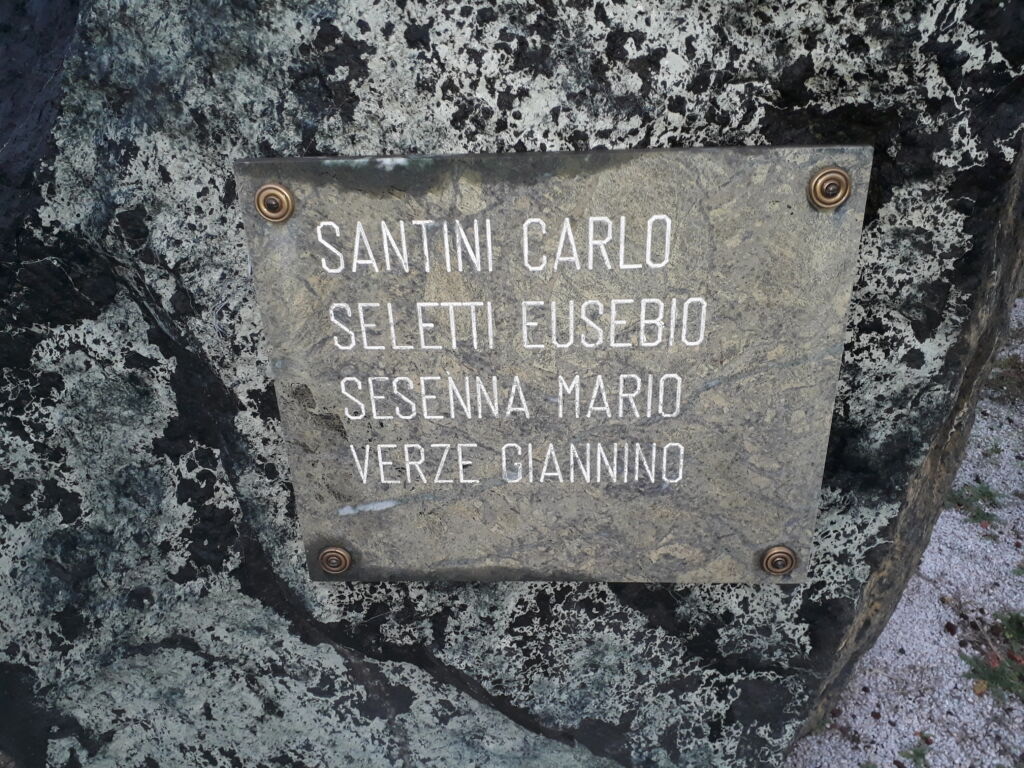 SANTINI CARLO
SELETTI EUSEBIO
SESENNA MARIO
VERZE GIANNINO